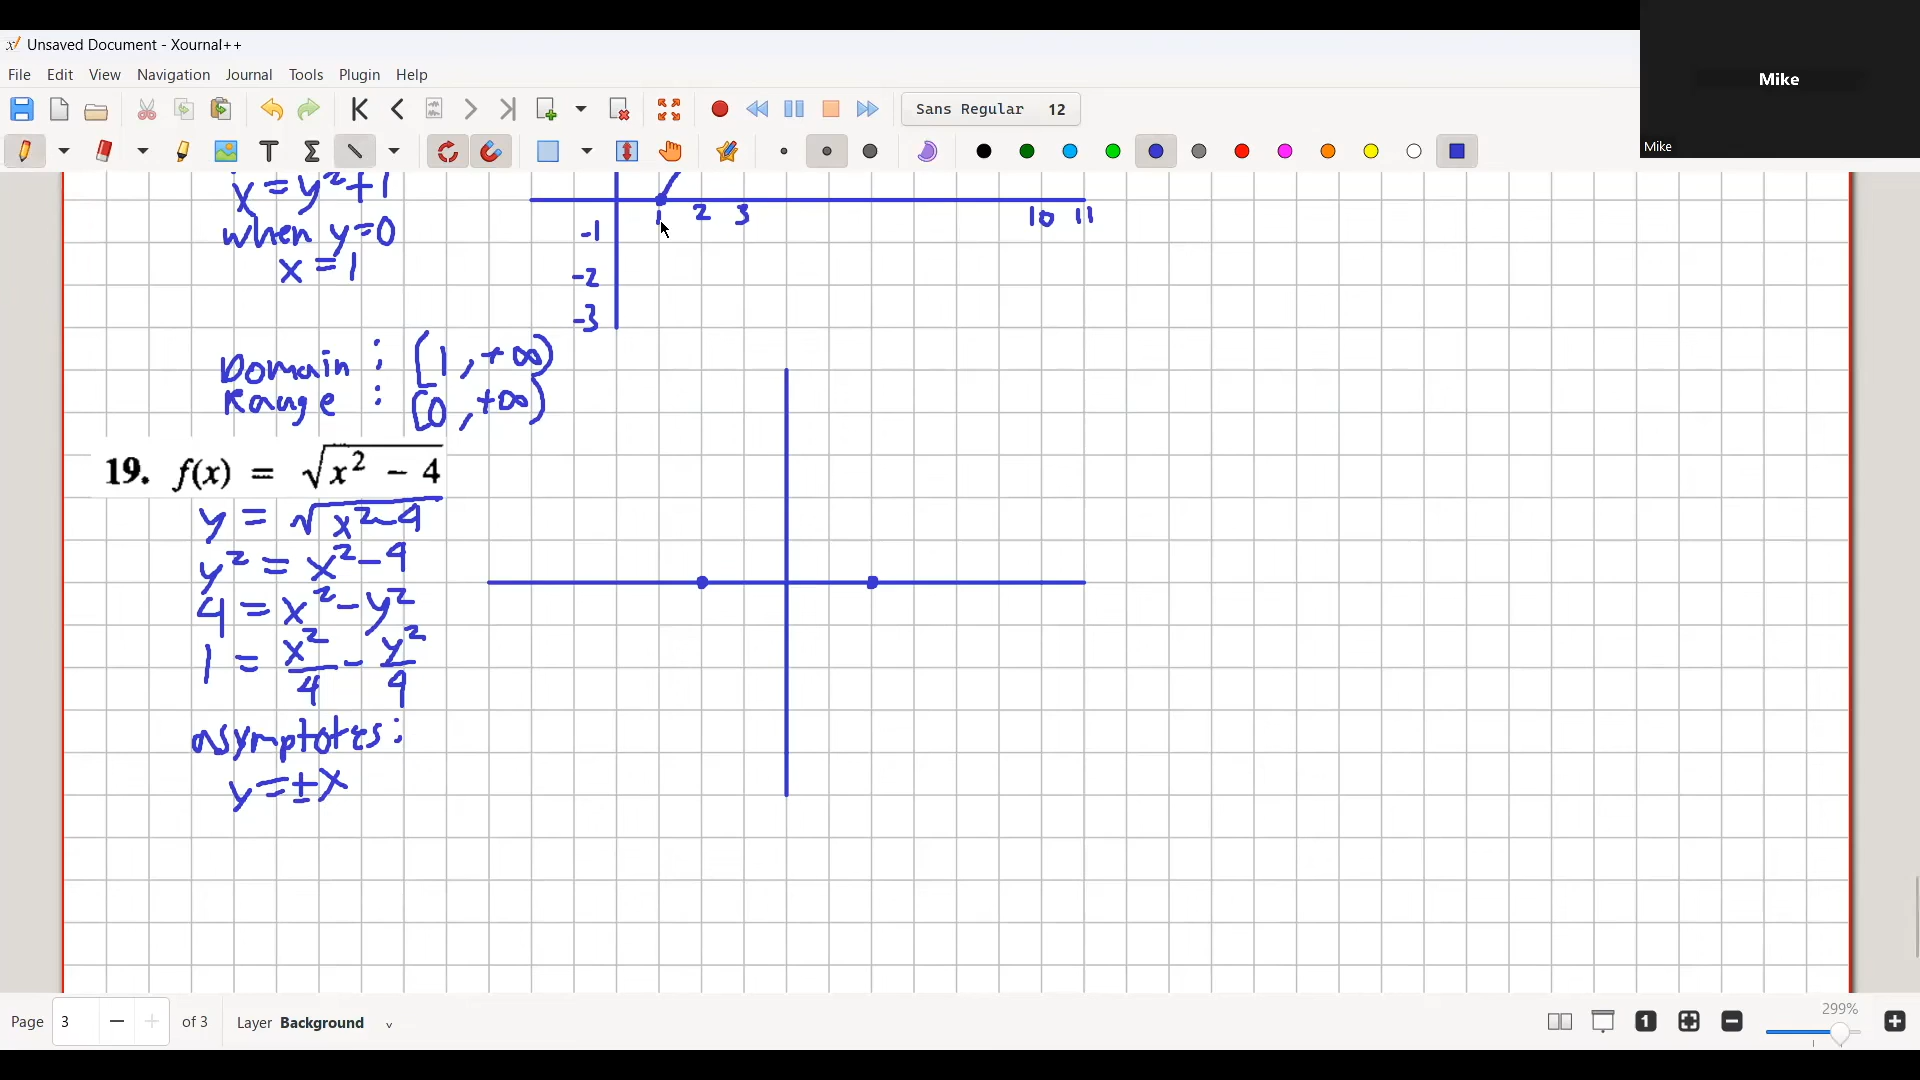 Unsaved Document - Xournal++
Mike
File Edit View Navigation Journal Tools Plugin Help
Sans Regular 12
Mike
x = y²+1
when y=0
x = 1
1 2 3 10 11
-1
-2
-3
Domain : [1, +∞)
Range : [0, +∞)
19. f(x) = √(x² − 4)
y = √(x²-4)
y² = x²-4
4 = x²-y²
1 = x²/4 - y²/4
asymptotes:
y=±x
Page 3 of 3 Layer Background
299%